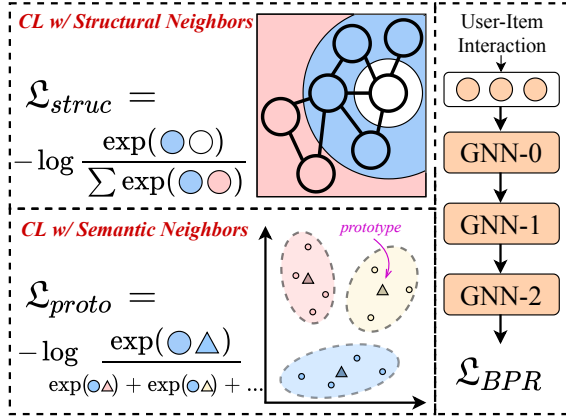 CL w/ Structural Neighbors
𝔏struc =
− log exp( ) / ∑ exp( )
CL w/ Semantic Neighbors
prototype
𝔏proto =
− log exp( ) / exp( ) + exp( ) + ...
User-Item
Interaction
GNN-0
GNN-1
GNN-2
𝔏BPR